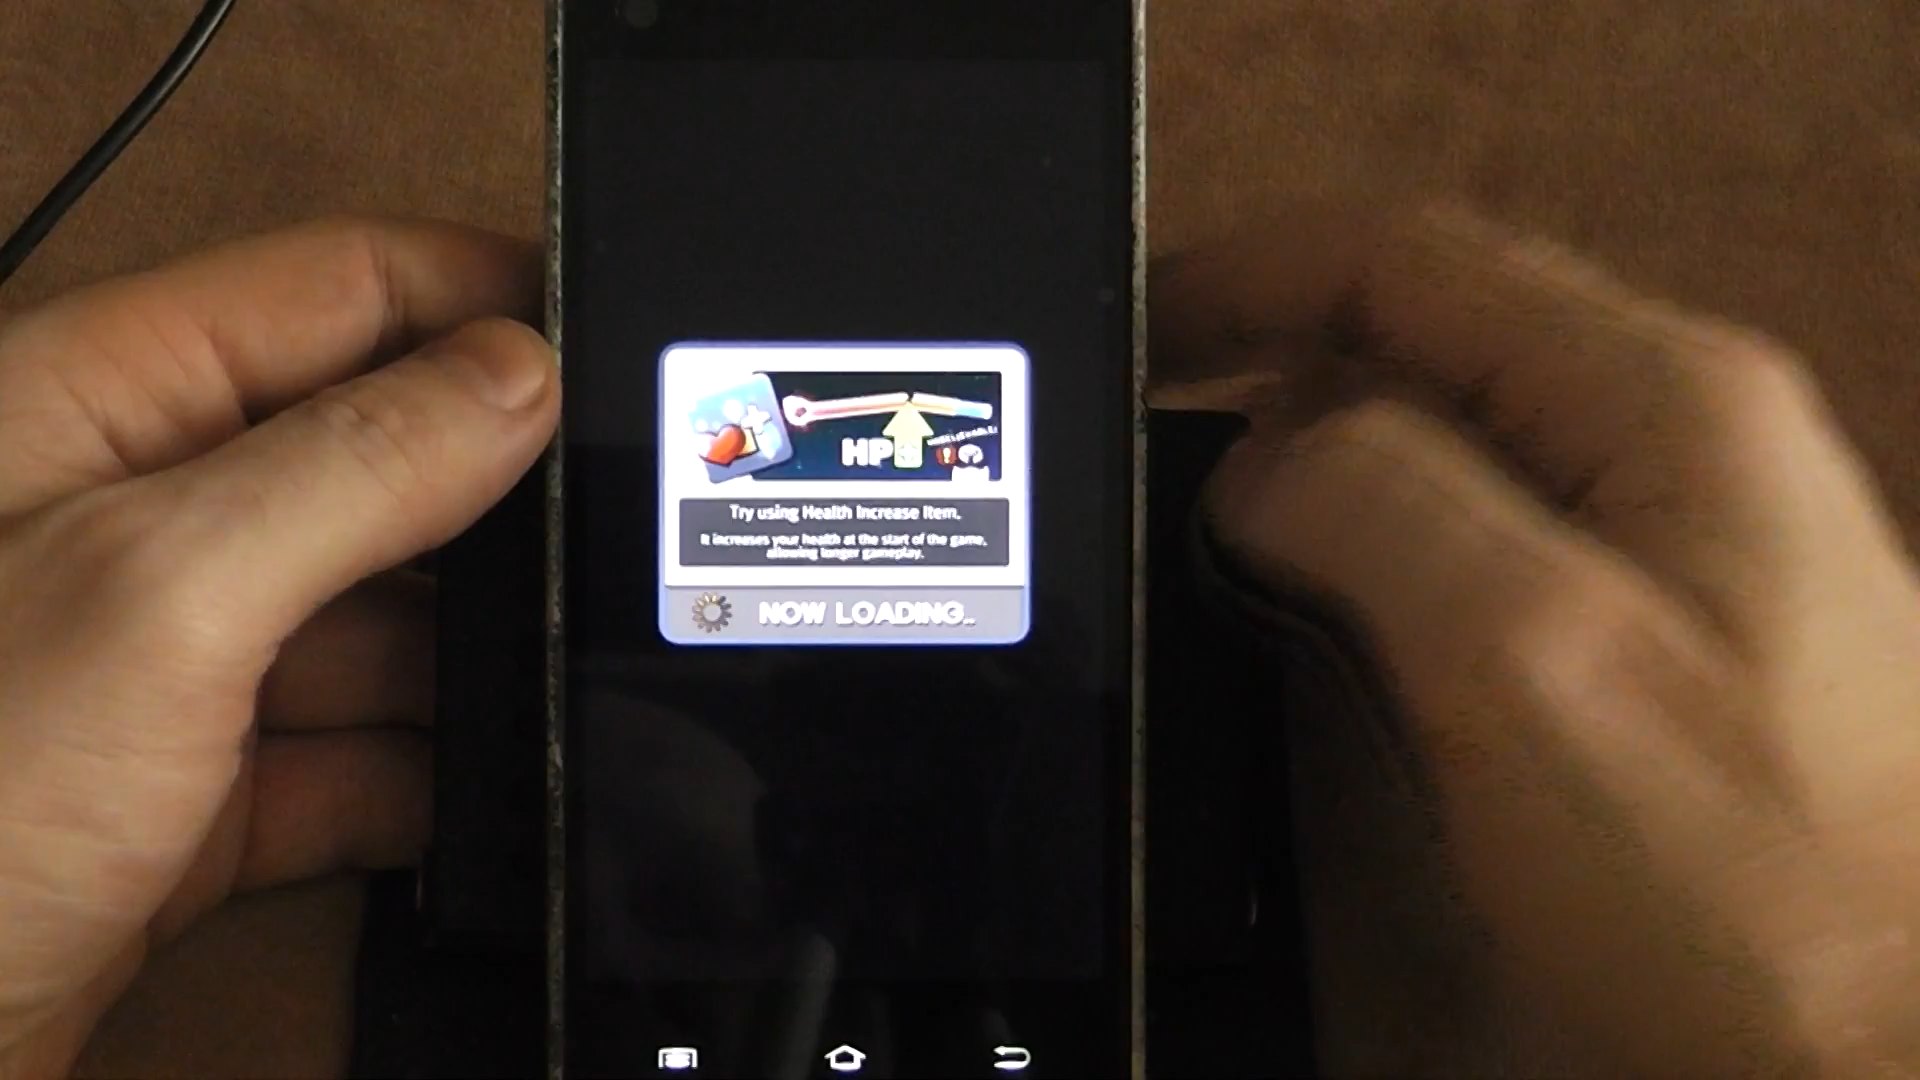 HP
Try using Health Increase Item.
It increases your health at the start of the game,
allowing longer gameplay.
NOW LOADING..